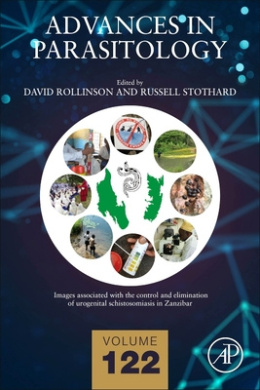 ADVANCES IN
PARASITOLOGY
Edited by
DAVID ROLLINSON AND RUSSELL STOTHARD
Images associated with the control and elimination
of urogenital schistosomiasis in Zanzibar
VOLUME
122
AP